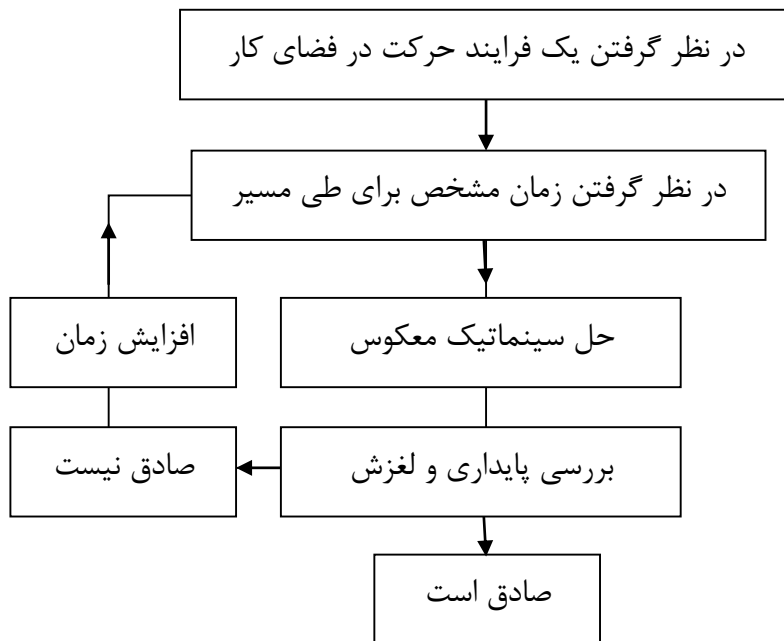 در نظر گرفتن یک فرایند حرکت در فضای کار
در نظر گرفتن زمان مشخص برای طی مسیر
حل سینماتیک معکوس
افزایش زمان
بررسی پایداری و لغزش
صادق نیست
صادق است